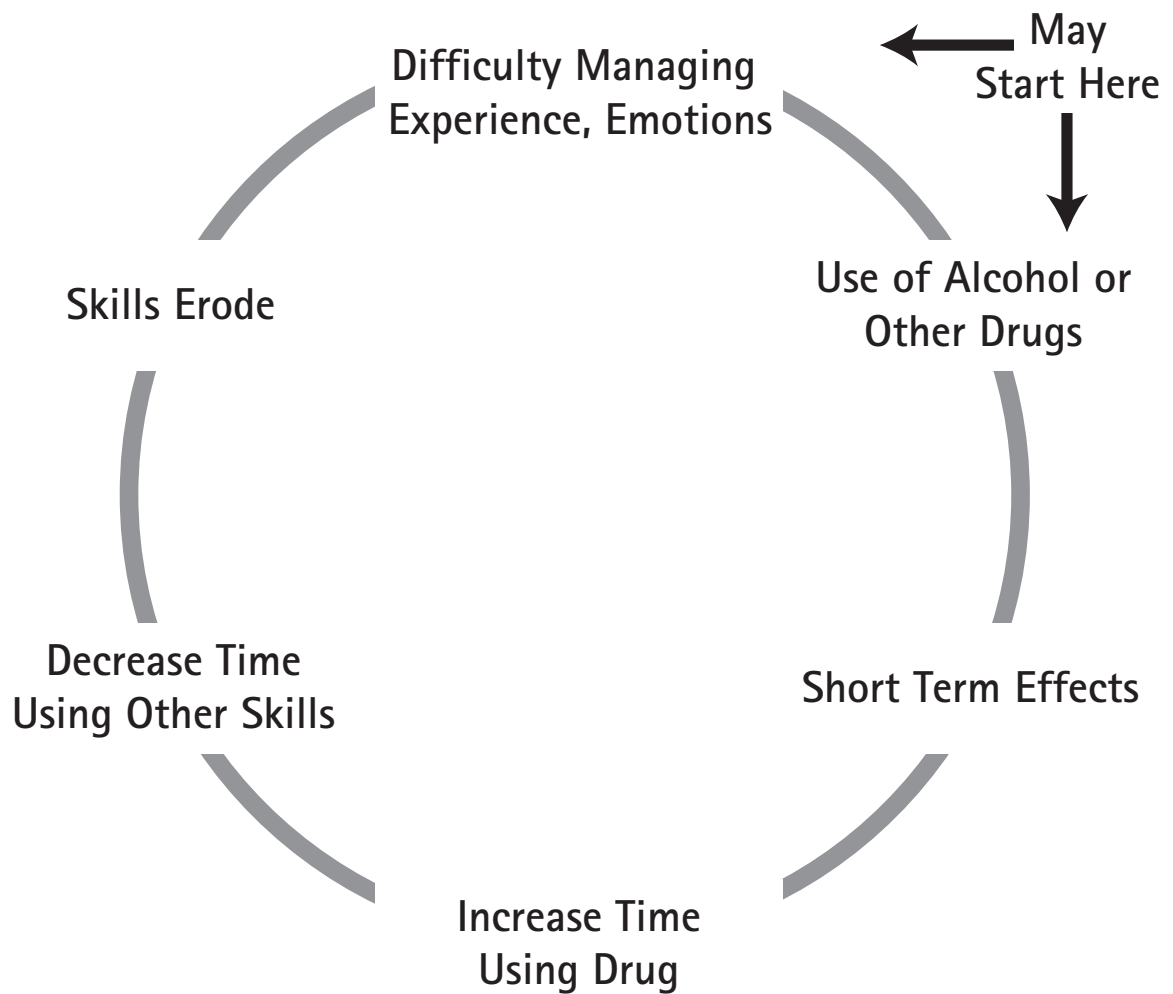 May
Start Here
Difficulty Managing
Experience, Emotions
Use of Alcohol or
Other Drugs
Short Term Effects
Increase Time
Using Drug
Decrease Time
Using Other Skills
Skills Erode